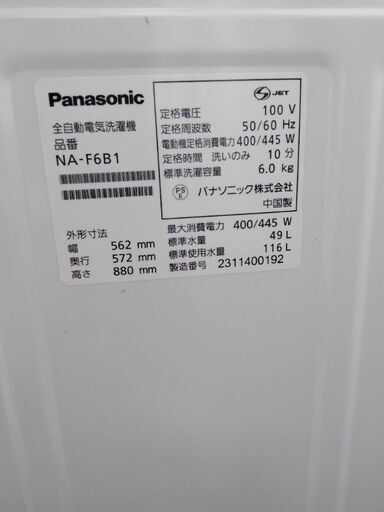 Panasonic
全自動電気洗濯機
品番
NA-F6B1
外形寸法
幅 562 mm
奥行 572 mm
高さ 880 mm
S JET
定格電圧 100 V
定格周波数 50/60 Hz
電動機定格消費電力 400/445 W
定格時間 洗いのみ 10 分
標準洗濯容量 6.0 kg
PS E パナソニック株式会社
中国製
最大消費電力 400/445 W
標準水量 49 L
標準使用水量 116 L
製造番号 2311400192